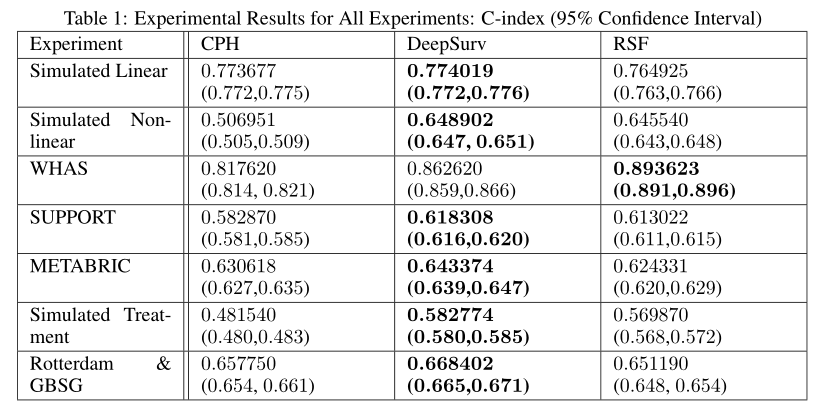 Table 1: Experimental Results for All Experiments: C-index (95% Confidence Interval)
Experiment CPH DeepSurv RSF
Simulated Linear 0.773677 0.774019 0.764925
(0.772,0.775) (0.772,0.776) (0.763,0.766)
Simulated Non- 0.506951 0.648902 0.645540
linear (0.505,0.509) (0.647, 0.651) (0.643,0.648)
WHAS 0.817620 0.862620 0.893623
(0.814, 0.821) (0.859,0.866) (0.891,0.896)
SUPPORT 0.582870 0.618308 0.613022
(0.581,0.585) (0.616,0.620) (0.611,0.615)
METABRIC 0.630618 0.643374 0.624331
(0.627,0.635) (0.639,0.647) (0.620,0.629)
Simulated Treat- 0.481540 0.582774 0.569870
ment (0.480,0.483) (0.580,0.585) (0.568,0.572)
Rotterdam & 0.657750 0.668402 0.651190
GBSG (0.654, 0.661) (0.665,0.671) (0.648, 0.654)